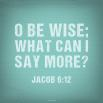 O BE WISE;
WHAT CAN I
SAY MORE?
JACOB 6:12